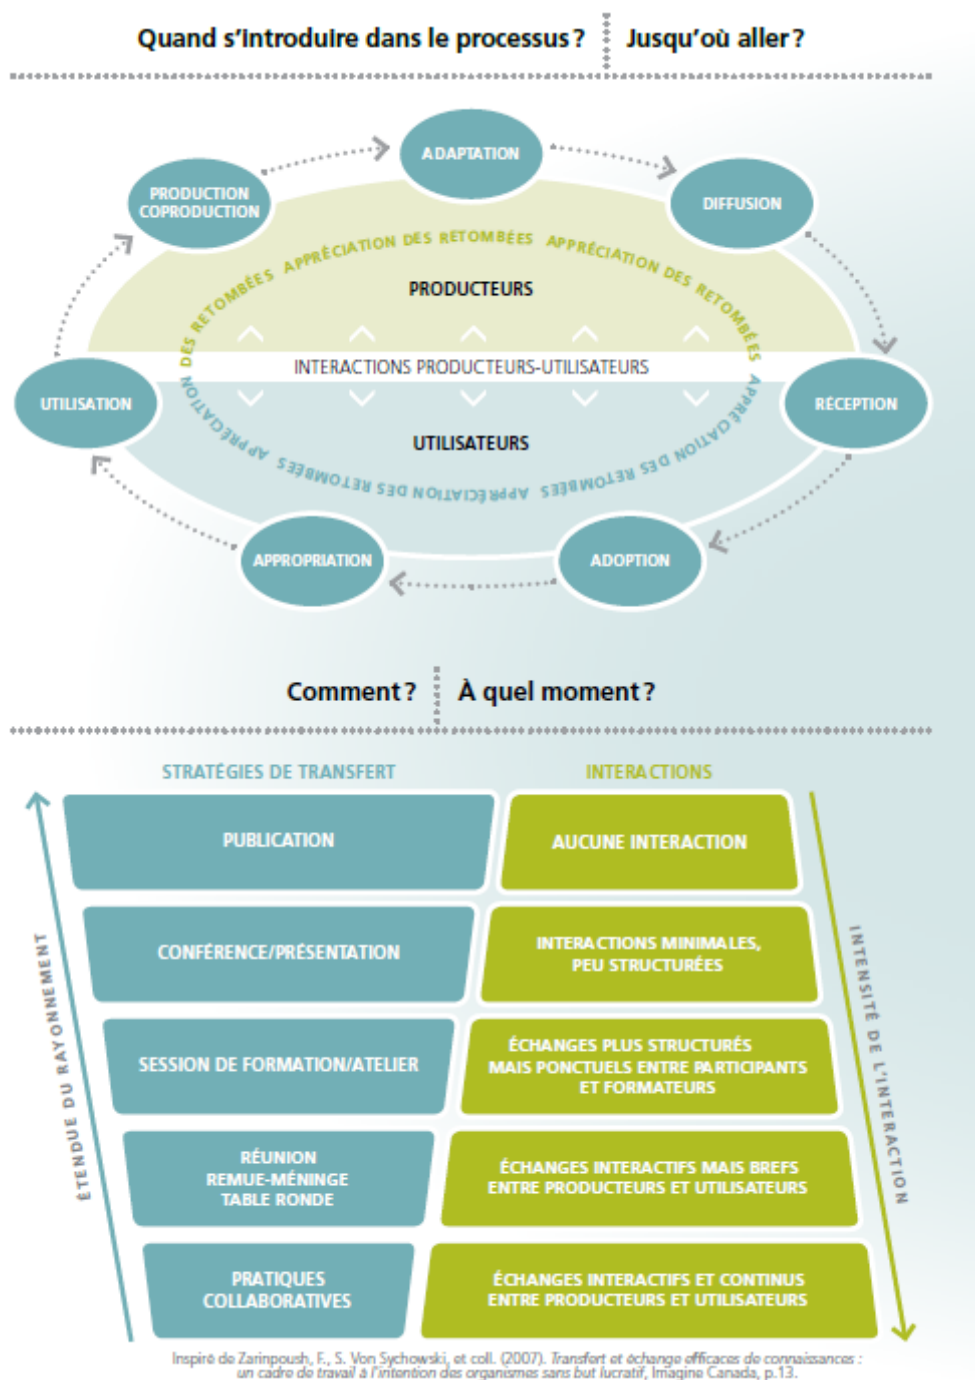 Quand s'introduire dans le processus ?
Jusqu'où aller ?
ADAPTATION
PRODUCTION
COPRODUCTION
DIFFUSION
APPRÉCIATION DES RETOMBÉES APPRÉCIATION DES RETOMBÉES
DES RETOMBÉES
PRODUCTEURS
INTERACTIONS PRODUCTEURS-UTILISATEURS
UTILISATION
RÉCEPTION
UTILISATEURS
APPRÉCIATION DES RETOMBÉES APPRÉCIATION DES RETOMBÉES APPRÉCIATION
APPROPRIATION
ADOPTION
Comment ?
À quel moment ?
STRATÉGIES DE TRANSFERT
INTERACTIONS
PUBLICATION
AUCUNE INTERACTION
CONFÉRENCE/PRÉSENTATION
INTERACTIONS MINIMALES,
PEU STRUCTURÉES
SESSION DE FORMATION/ATELIER
ÉCHANGES PLUS STRUCTURÉS
MAIS PONCTUELS ENTRE PARTICIPANTS
ET FORMATEURS
RÉUNION
REMUE-MÉNINGE
TABLE RONDE
ÉCHANGES INTERACTIFS MAIS BREFS
ENTRE PRODUCTEURS ET UTILISATEURS
PRATIQUES
COLLABORATIVES
ÉCHANGES INTERACTIFS ET CONTINUS
ENTRE PRODUCTEURS ET UTILISATEURS
ÉTENDUE DU RAYONNEMENT
INTENSITÉ DE L'INTERACTION
Inspiré de Zarinpoush, F., S. Von Sychowski, et coll. (2007). Transfert et échange efficaces de connaissances :
un cadre de travail à l'intention des organismes sans but lucratif, Imagine Canada, p.13.